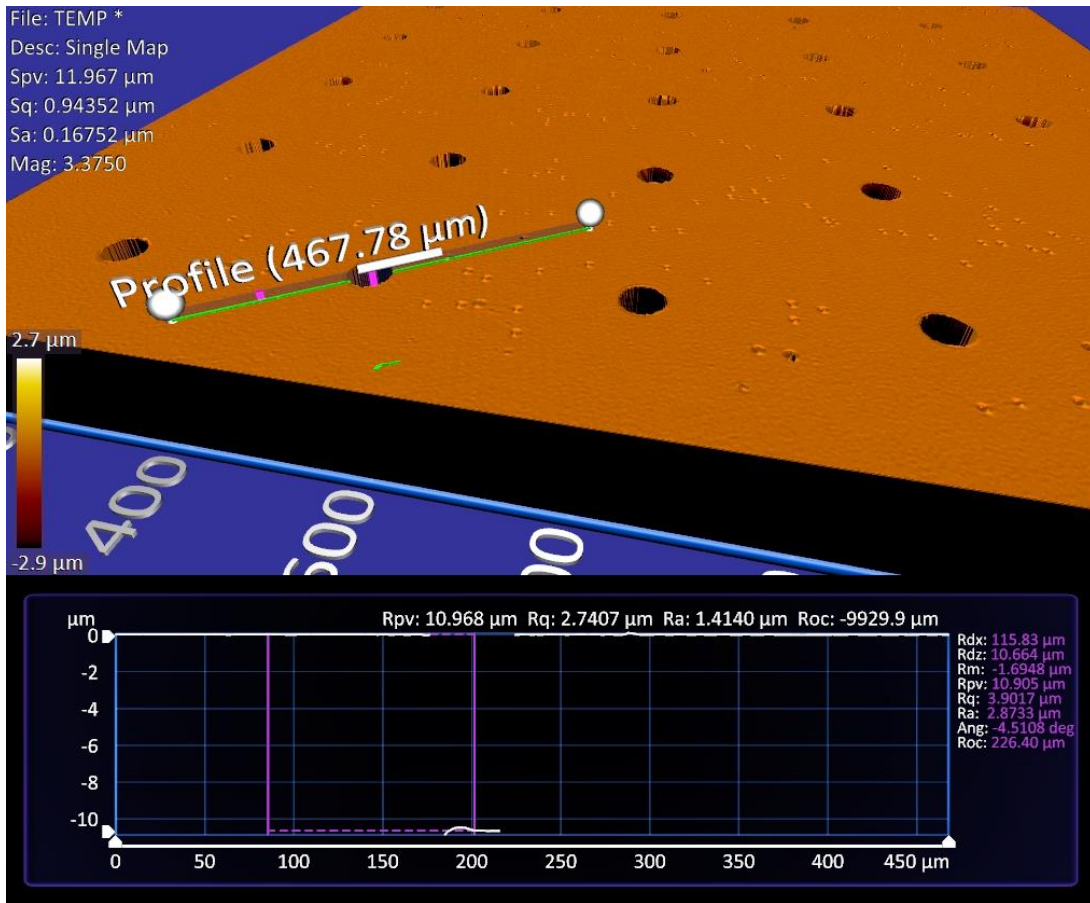 File: TEMP *
Desc: Single Map
Spv: 11.967 µm
Sq: 0.94352 µm
Sa: 0.16752 µm
Mag: 3.3750
Profile (467.78 µm)
2.7 µm
-2.9 µm
400
600
µm
Rpv: 10.968 µm Rq: 2.7407 µm Ra: 1.4140 µm Roc: -9929.9 µm
0
-2
-4
-6
-8
-10
Rdx: 115.83 µm
Rdz: 10.664 µm
Rm: -1.6948 µm
Rpv: 10.905 µm
Rq: 3.9017 µm
Ra: 2.8733 µm
Ang: -4.5108 deg
Roc: 226.40 µm
0 50 100 150 200 250 300 350 400 450 µm